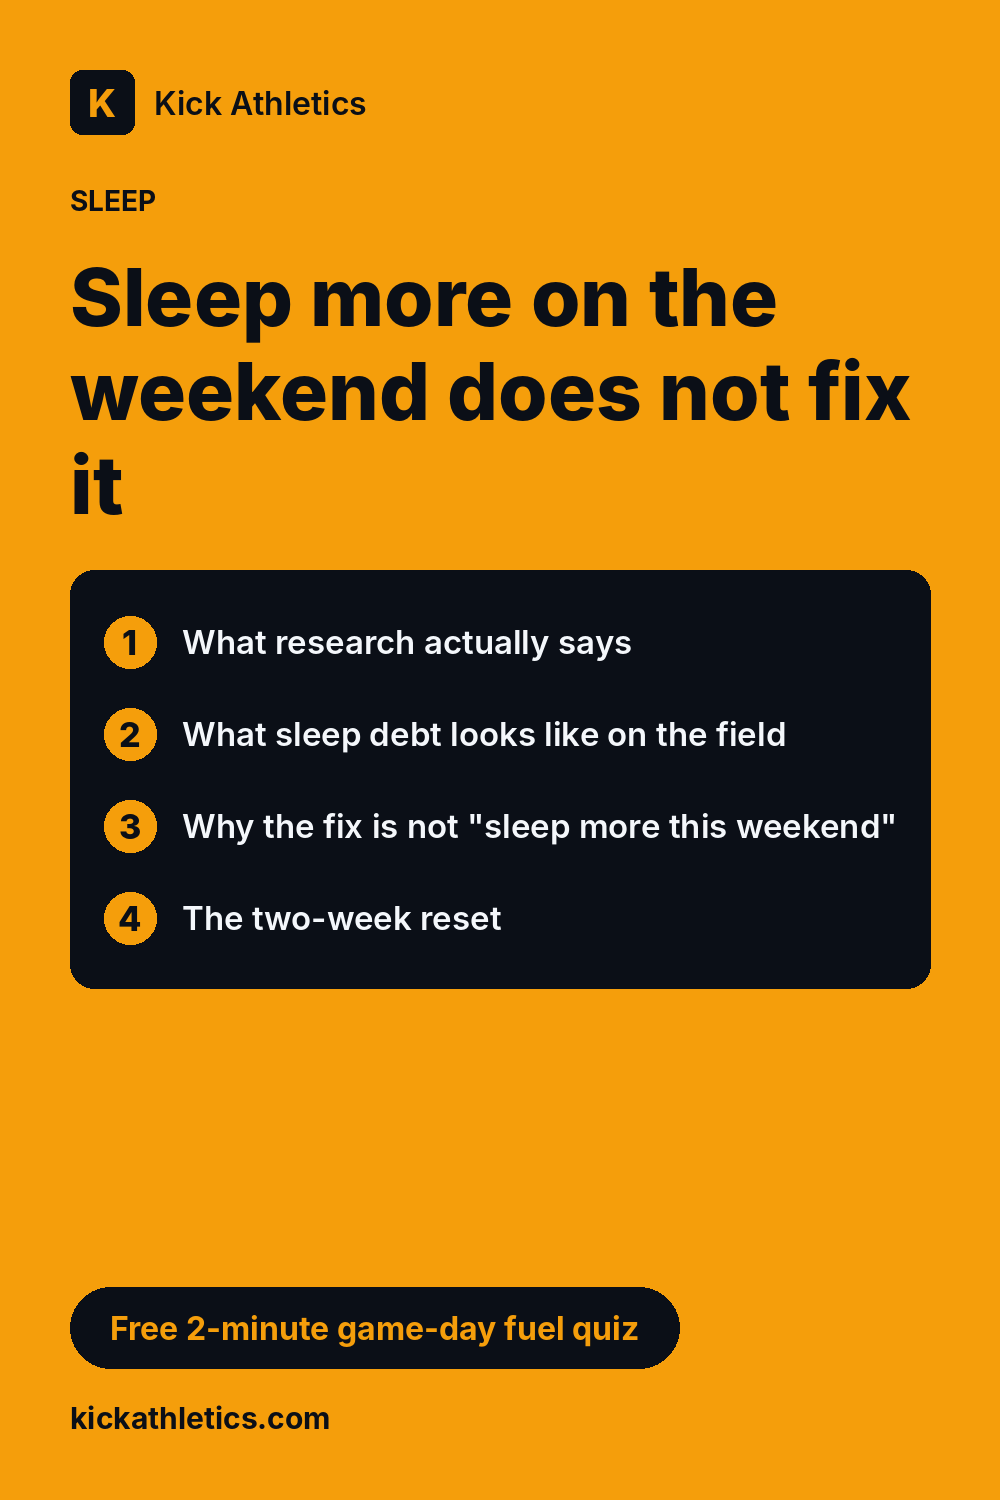 K
Kick Athletics
SLEEP
Sleep more on the
weekend does not fix
it
1 What research actually says
2 What sleep debt looks like on the field
3 Why the fix is not "sleep more this weekend"
4 The two-week reset
Free 2-minute game-day fuel quiz
kickathletics.com